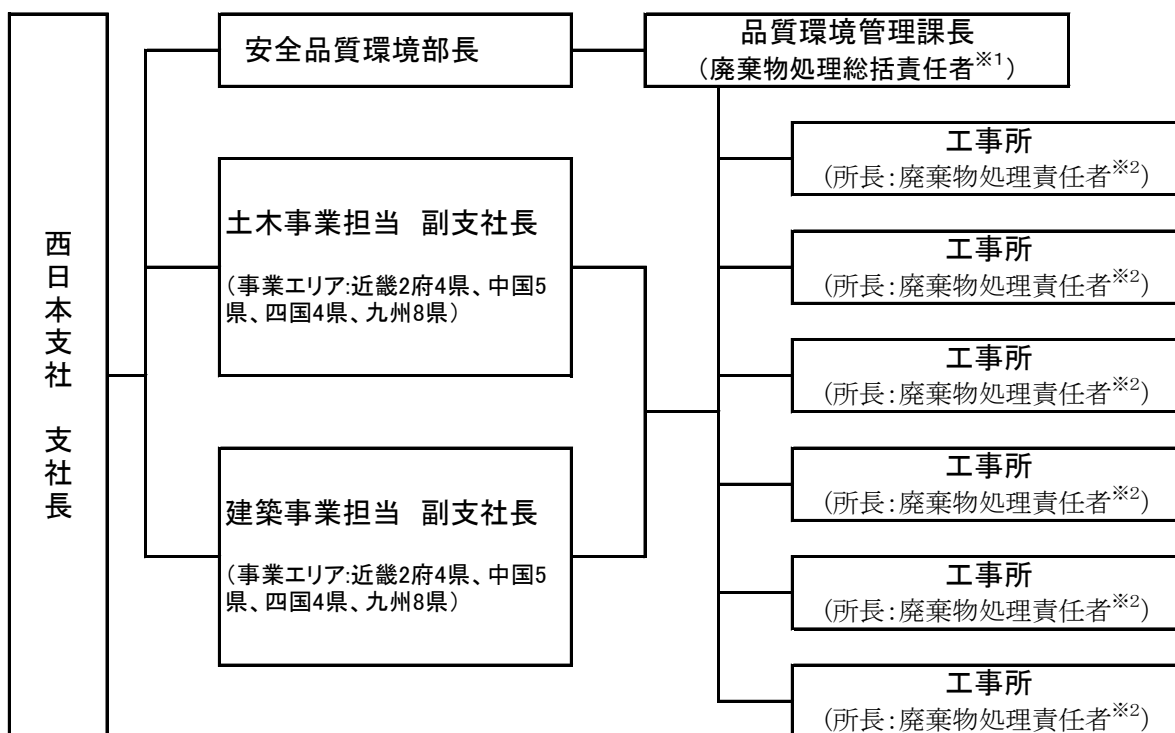 西日本支社　支社長
安全品質環境部長
品質環境管理課長
（廃棄物処理総括責任者※1）
土木事業担当　副支社長
（事業エリア:近畿2府4県、中国5
県、四国4県、九州8県）
建築事業担当　副支社長
（事業エリア:近畿2府4県、中国5
県、四国4県、九州8県）
工事所
(所長:廃棄物処理責任者※2)
工事所
(所長:廃棄物処理責任者※2)
工事所
(所長:廃棄物処理責任者※2)
工事所
(所長:廃棄物処理責任者※2)
工事所
(所長:廃棄物処理責任者※2)
工事所
(所長:廃棄物処理責任者※2)